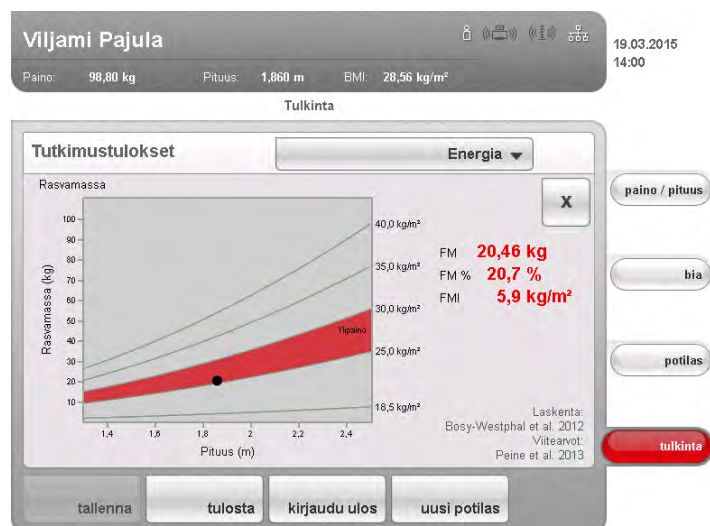 Viljami Pajula
19.03.2015
14:00
Paino: 98,80 kg Pituus: 1,860 m BMI: 28,56 kg/m²
Tulkinta
Tutkimustulokset Energia
Rasvamassa
X
100
90
80
70
60
50
40
30
20
10
Rasvamassa (kg)
40,0 kg/m²
35,0 kg/m²
30,0 kg/m²
25,0 kg/m²
18,5 kg/m²
Ylipaino
1,4 1,6 1,8 2 2,2 2,4
Pituus (m)
FM 20,46 kg
FM % 20,7 %
FMI 5,9 kg/m²
Laskenta:
Bosy-Westphal et al. 2012
Viitearvot:
Peine et al. 2013
paino / pituus
bia
potilas
tulkinta
tallenna tulosta kirjaudu ulos uusi potilas